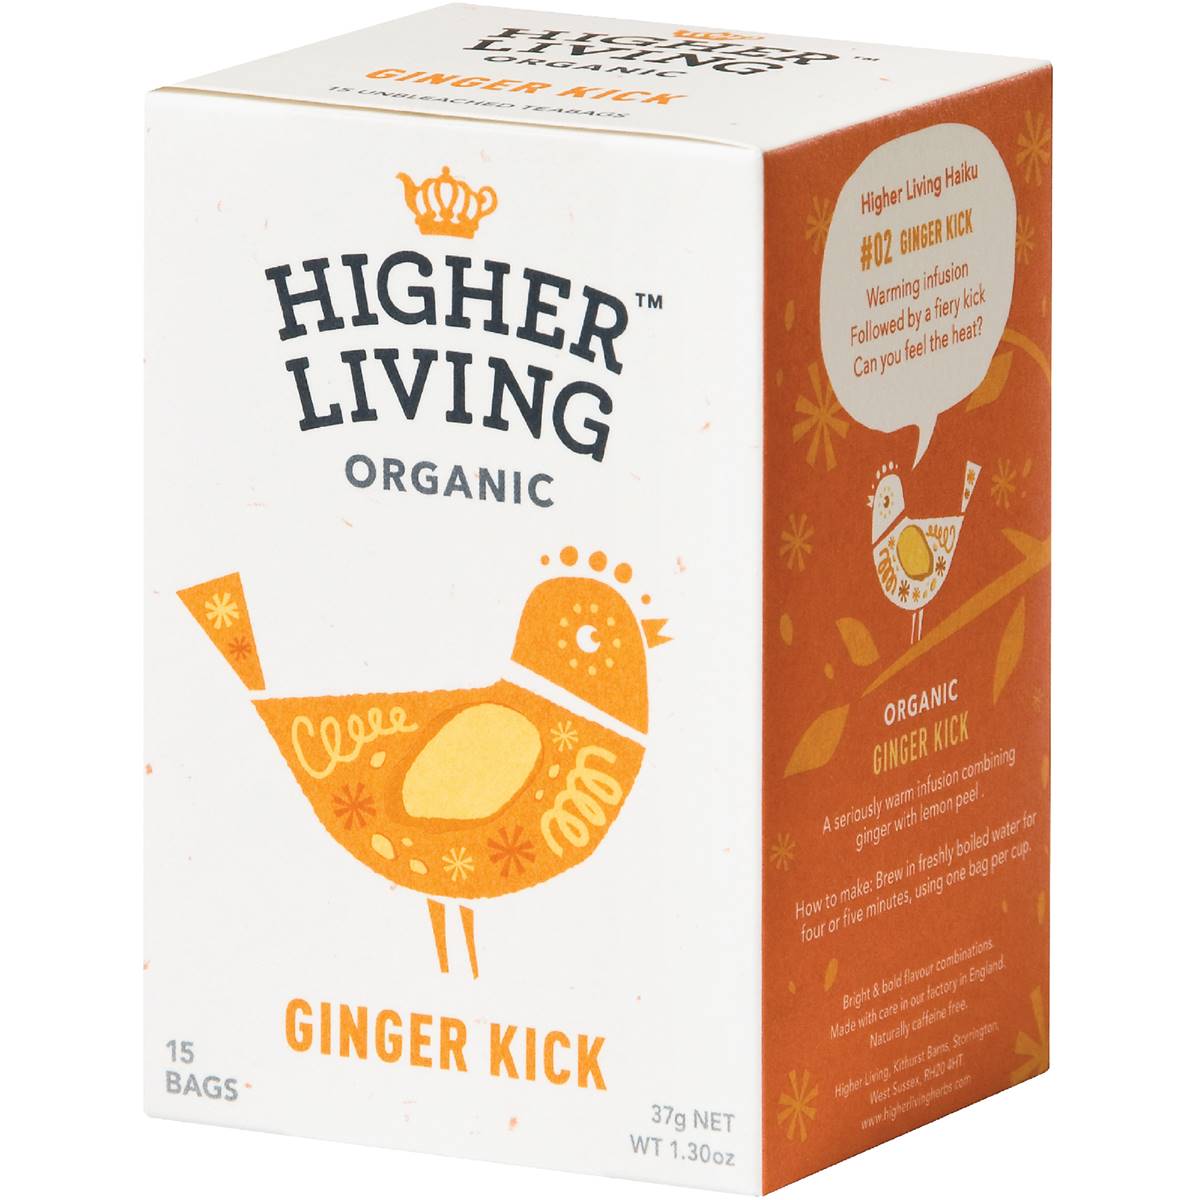 HIGHER
LIVING ™
ORGANIC
GINGER KICK
15 UNBLEACHED TEABAGS
HIGHER ™
LIVING
ORGANIC
GINGER KICK
15
BAGS
37g NET
WT 1.30oz
Higher Living Haiku
#02 GINGER KICK
Warming infusion
Followed by a fiery kick
Can you feel the heat?
ORGANIC
GINGER KICK
A seriously warm infusion combining
ginger with lemon peel .
How to make: Brew in freshly boiled water for
four or five minutes, using one bag per cup.
Bright & bold flavour combinations.
Made with care in our factory in England.
Naturally caffeine free.
Higher Living, Kithurst Barns, Storrington,
West Sussex, RH20 4HT.
www.higherlivingherbs.com